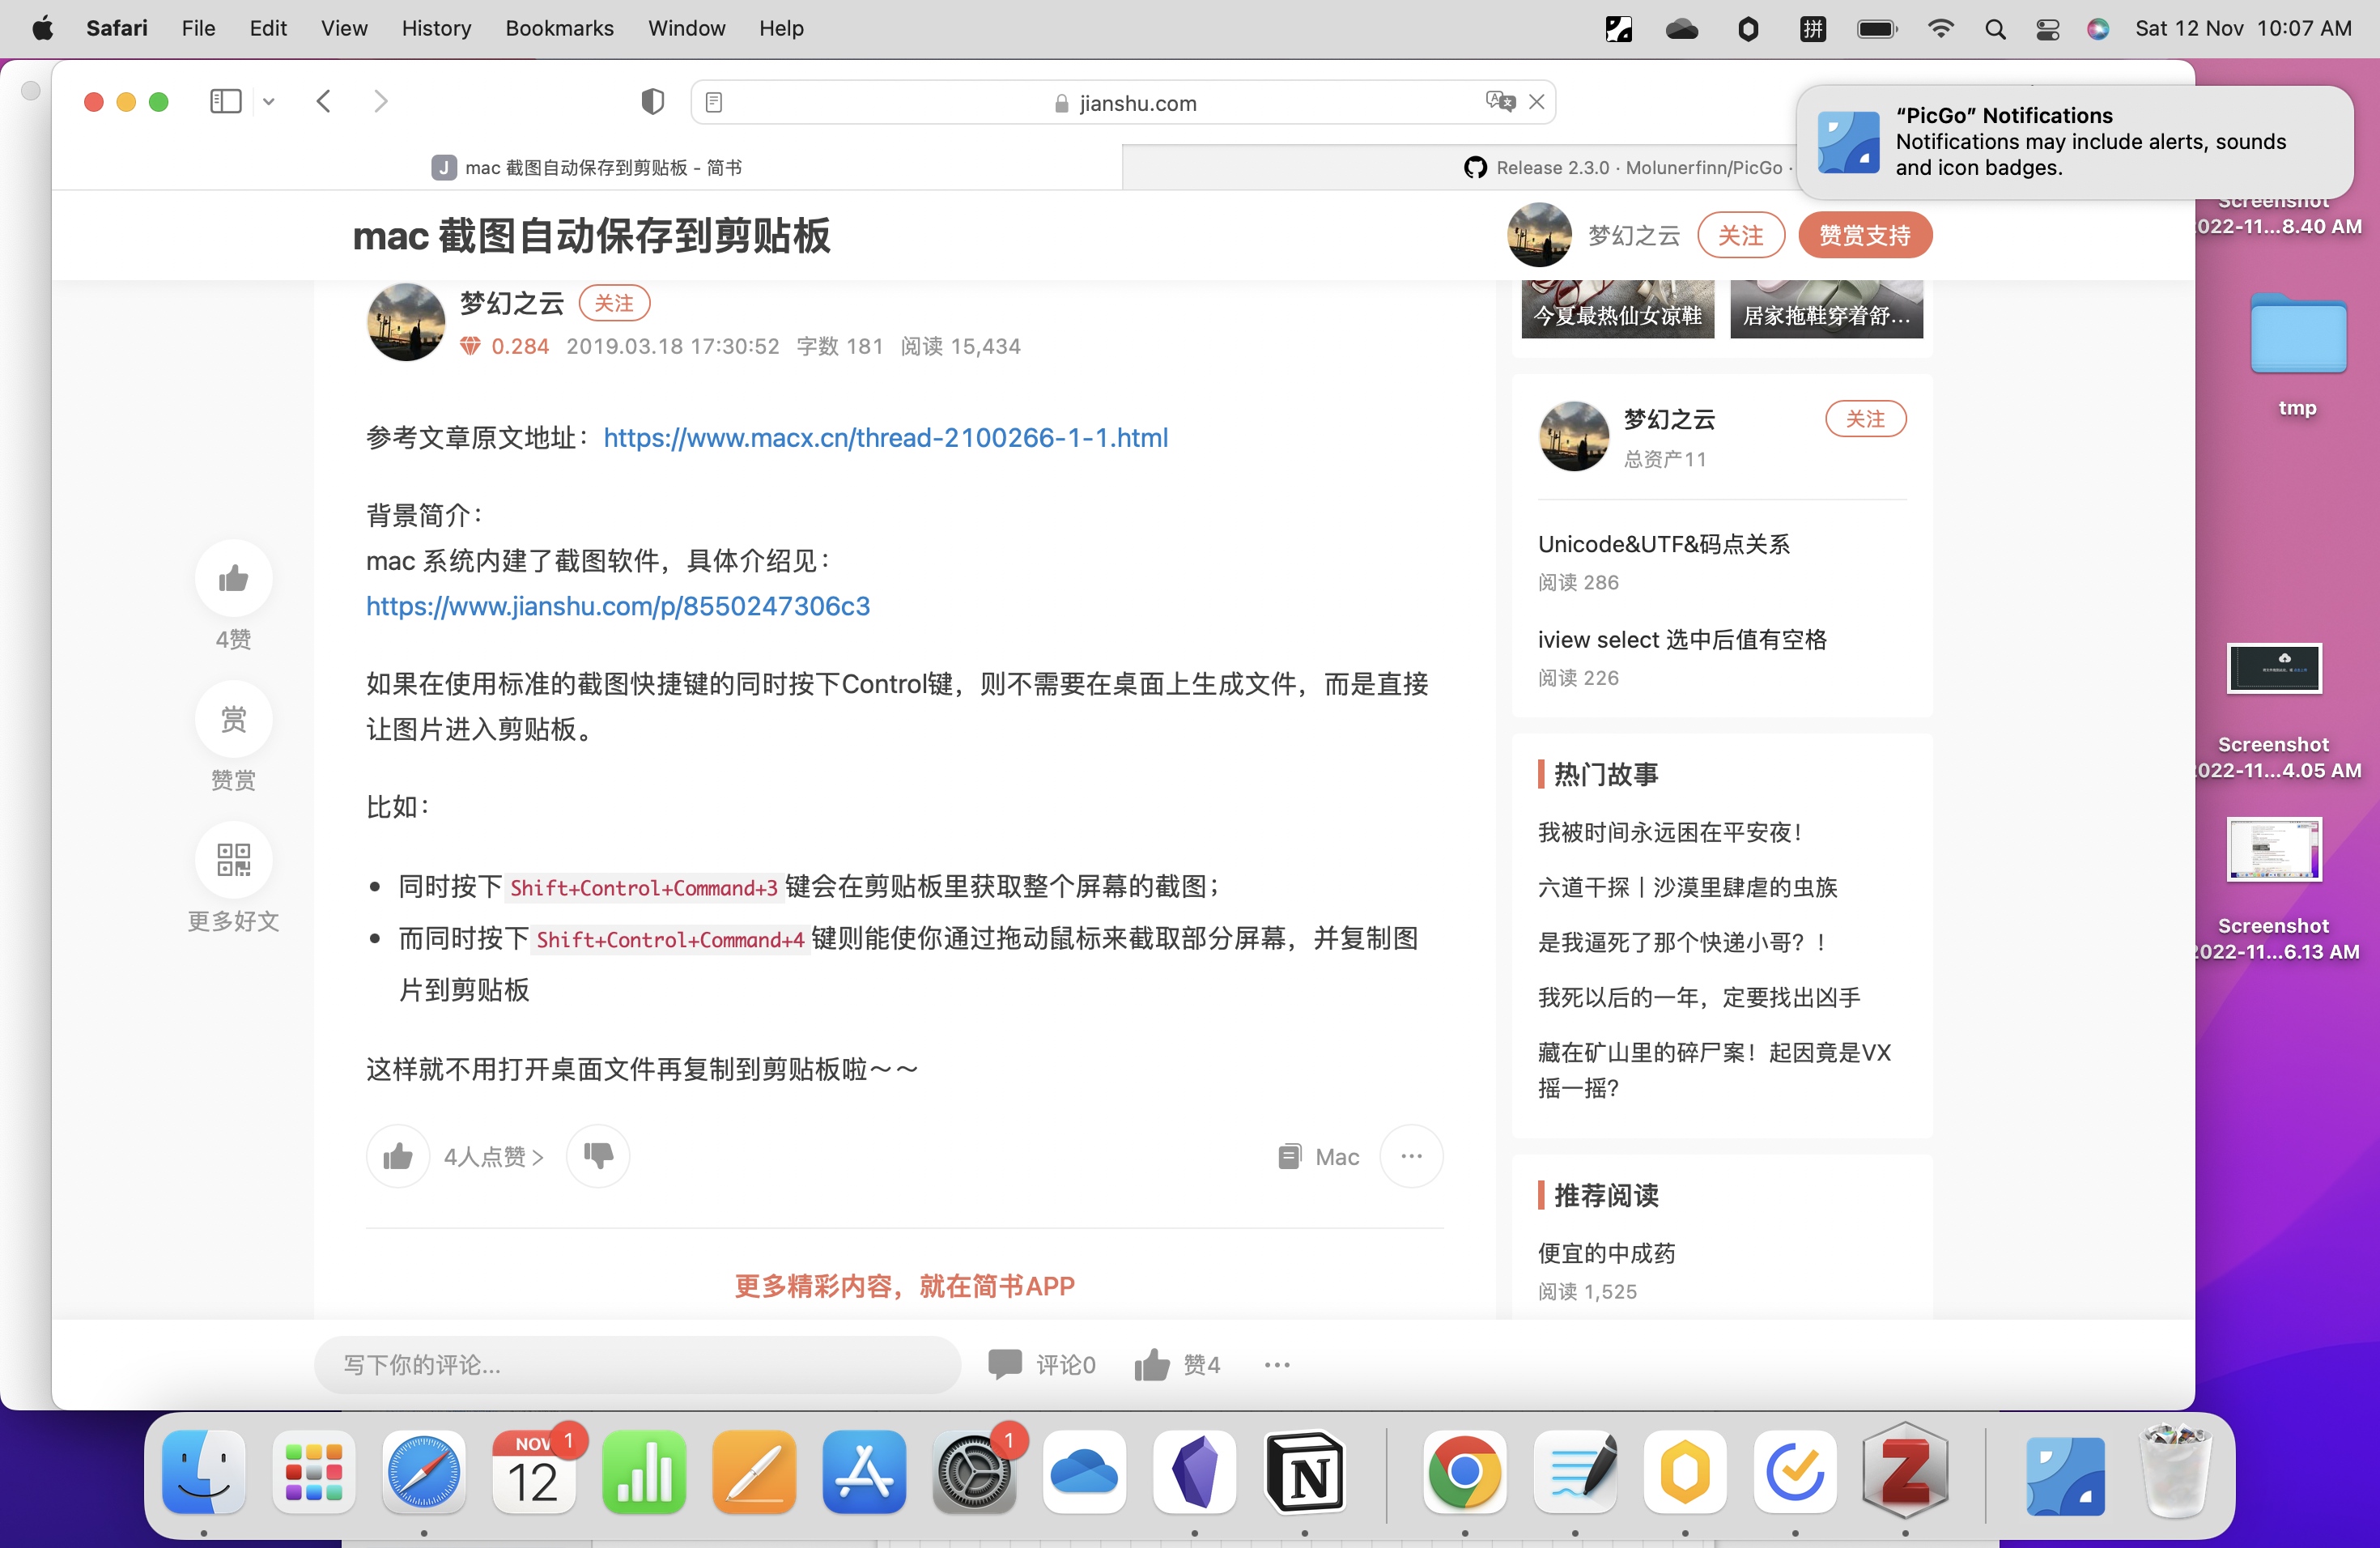 Safari File Edit View History Bookmarks Window Help
拼
Sat 12 Nov 10:07 AM
jianshu.com
“PicGo” Notifications
Notifications may include alerts, sounds
and icon badges.
J mac 截图自动保存到剪贴板 - 简书
Release 2.3.0 · Molunerfinn/PicGo ·
mac 截图自动保存到剪贴板
梦幻之云 关注 赞赏支持
梦幻之云 关注
0.284 2019.03.18 17:30:52 字数 181 阅读 15,434
参考文章原文地址：https://www.macx.cn/thread-2100266-1-1.html
背景简介：
mac 系统内建了截图软件，具体介绍见：
https://www.jianshu.com/p/8550247306c3
如果在使用标准的截图快捷键的同时按下Control键，则不需要在桌面上生成文件，而是直接
让图片进入剪贴板。
比如：
同时按下 Shift+Control+Command+3 键会在剪贴板里获取整个屏幕的截图；
而同时按下 Shift+Control+Command+4 键则能使你通过拖动鼠标来截取部分屏幕，并复制图
片到剪贴板
这样就不用打开桌面文件再复制到剪贴板啦～～
4人点赞 >
Mac
更多精彩内容，就在简书APP
4赞
赏
赞赏
更多好文
写下你的评论...
评论0
赞4
今夏最热仙女凉鞋
居家拖鞋穿着舒...
梦幻之云 关注
总资产11
Unicode&UTF&码点关系
阅读 286
iview select 选中后值有空格
阅读 226
热门故事
我被时间永远困在平安夜！
六道干探丨沙漠里肆虐的虫族
是我逼死了那个快递小哥？！
我死以后的一年，定要找出凶手
藏在矿山里的碎尸案！起因竟是VX
摇一摇？
推荐阅读
便宜的中成药
阅读 1,525
Screenshot
2022-11...8.40 AM
tmp
Screenshot
2022-11...4.05 AM
Screenshot
2022-11...6.13 AM
NOV 1
12
1
N
Z